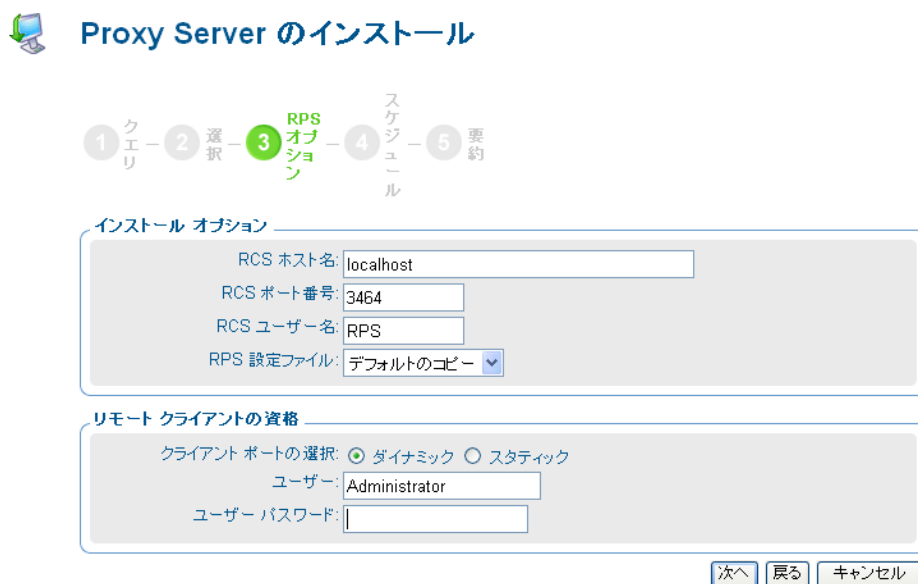 Proxy Server のインストール
1 クエリ – 2 選択 – 3 RPS オプション – 4 スケジュール – 5 要約
インストール オプション
RCS ホスト名: localhost
RCS ポート番号: 3464
RCS ユーザー名: RPS
RPS 設定ファイル: デフォルトのコピー
リモート クライアントの資格
クライアント ポートの選択: ダイナミック スタティック
ユーザー: Administrator
ユーザー パスワード:
次へ 戻る キャンセル